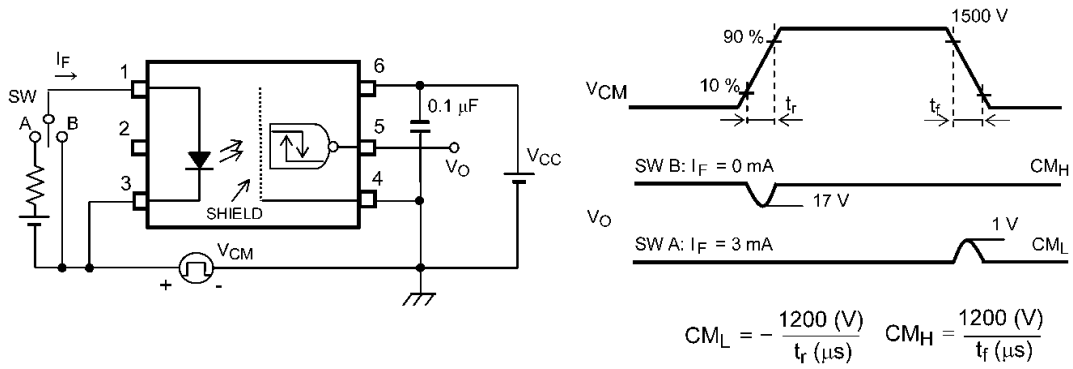 I_F
SW
A
B
1
2
3
SHIELD
6
5
4
0.1 μF
V_O
V_CC
V_CM
+
-
1500 V
90 %
10 %
V_CM
t_r
t_f
SW B: I_F = 0 mA
CM_H
17 V
V_O
1 V
SW A: I_F = 3 mA
CM_L
CM_L = - 1200 (V) / t_r (μs)
CM_H = 1200 (V) / t_f (μs)